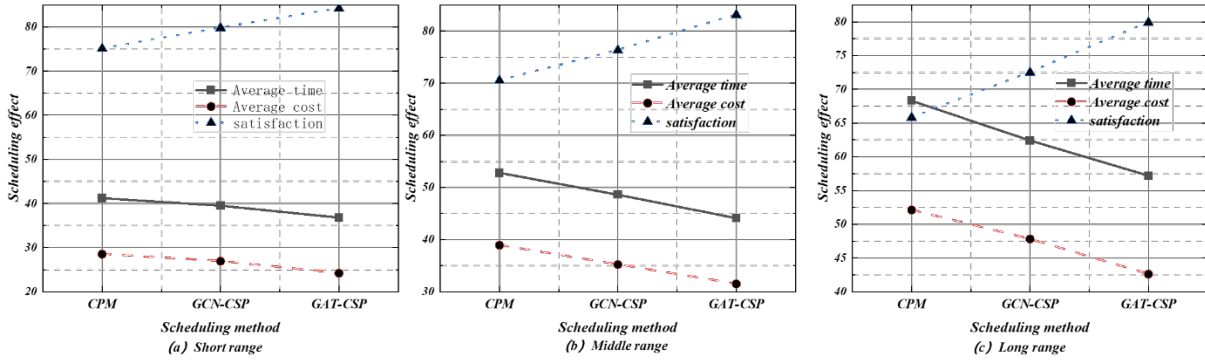 Scheduling effect
80
70
60
50
40
30
20
Average time
Average cost
satisfaction
CPM
GCN-CSP
GAT-CSP
Scheduling method
(a) Short range
Scheduling effect
80
70
60
50
40
30
Average time
Average cost
satisfaction
CPM
GCN-CSP
GAT-CSP
Scheduling method
(b) Middle range
Scheduling effect
80
75
70
65
60
55
50
45
40
Average time
Average cost
satisfaction
CPM
GCN-CSP
GAT-CSP
Scheduling method
(c) Long range